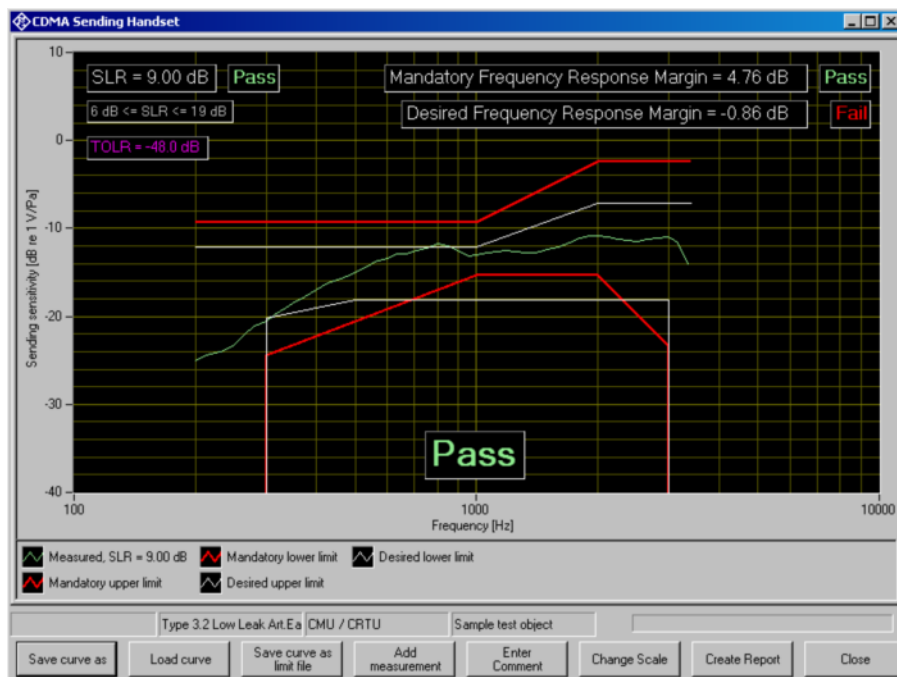 CDMA Sending Handset
SLR = 9.00 dB Pass Mandatory Frequency Response Margin = 4.76 dB Pass
6 dB <= SLR <= 19 dB Desired Frequency Response Margin = -0.86 dB Fail
TOLR = -48.0 dB
Sending sensitivity [dB re 1 V/Pa]
10
0
-10
-20
-30
-40
Pass
100 1000 10000
Frequency [Hz]
Measured, SLR = 9.00 dB Mandatory lower limit Desired lower limit
Mandatory upper limit Desired upper limit
Type 3.2 Low Leak Art.Ea CMU / CRTU Sample test object
Save curve as Load curve Save curve as limit file Add measurement Enter Comment Change Scale Create Report Close